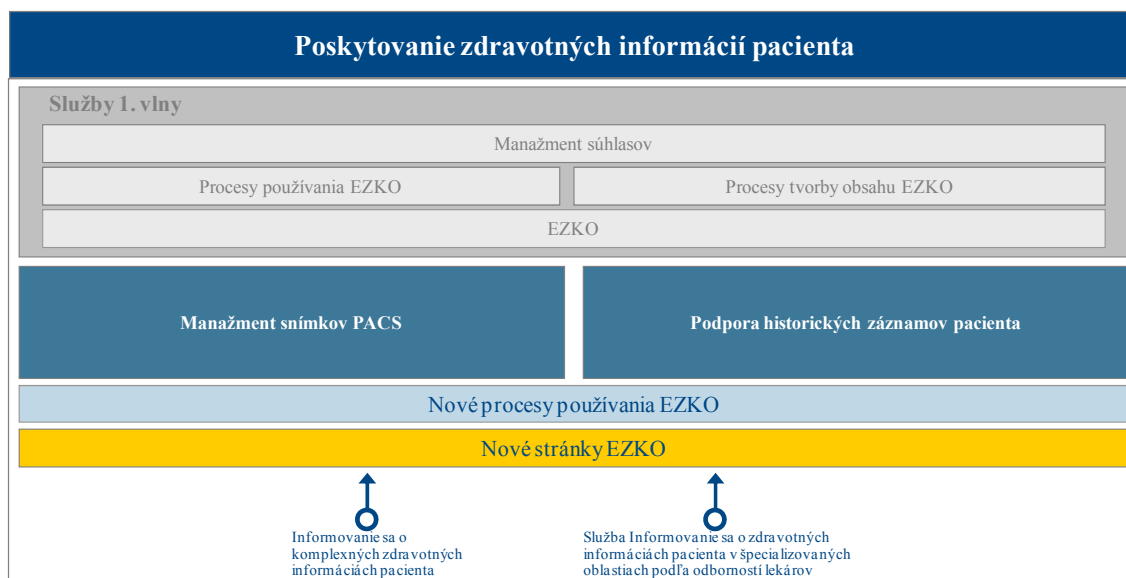 Poskytovanie zdravotných informácií pacienta
Služby 1. vlny
Manažment súhlasov
Procesy používania EZKO
Procesy tvorby obsahu EZKO
EZKO
Manažment snímkov PACS
Podpora historických záznamov pacienta
Nové procesy používania EZKO
Nové stránky EZKO
Informovanie sa o
komplexných zdravotných
informáciách pacienta
Služba Informovanie sa o zdravotných
informáciách pacienta v špecializovaných
oblastiach podľa odborností lekárov